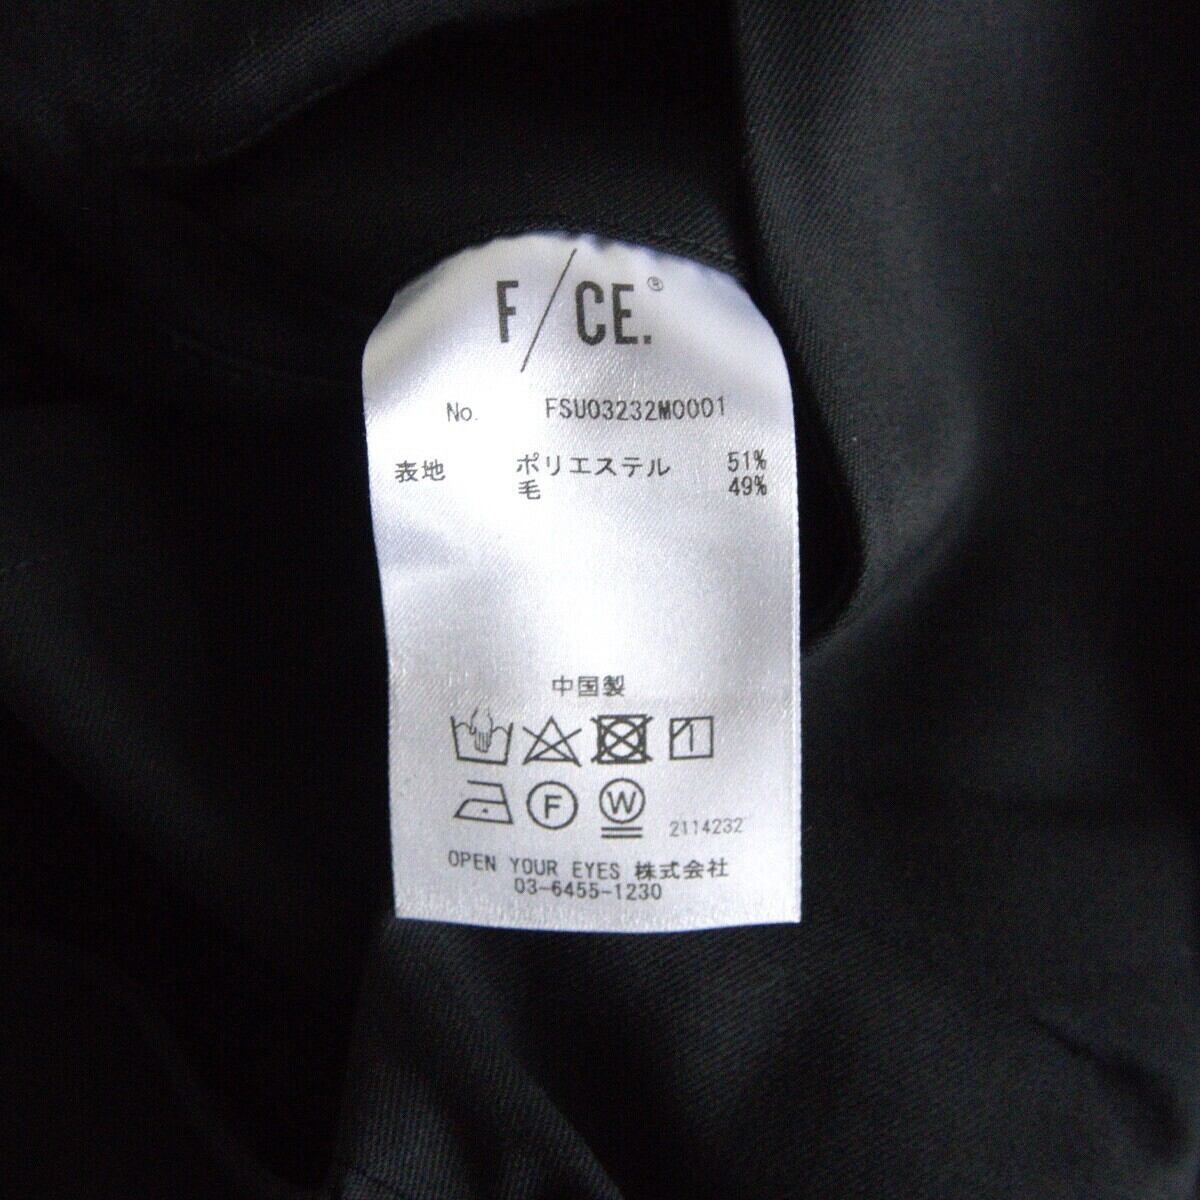 F/CE.®
No. FSU03232M0001
表地 ポリエステル 51%
毛 49%
中国製
F W 2114232
OPEN YOUR EYES 株式会社
03-6455-1230